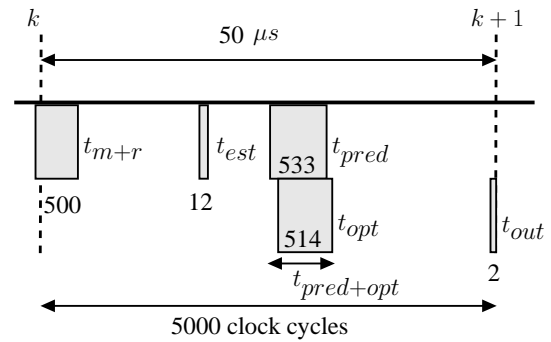 k
k + 1
50 μs
t_{m+r}
t_{est}
t_{pred}
500
12
533
514
t_{opt}
t_{out}
2
t_{pred+opt}
5000 clock cycles